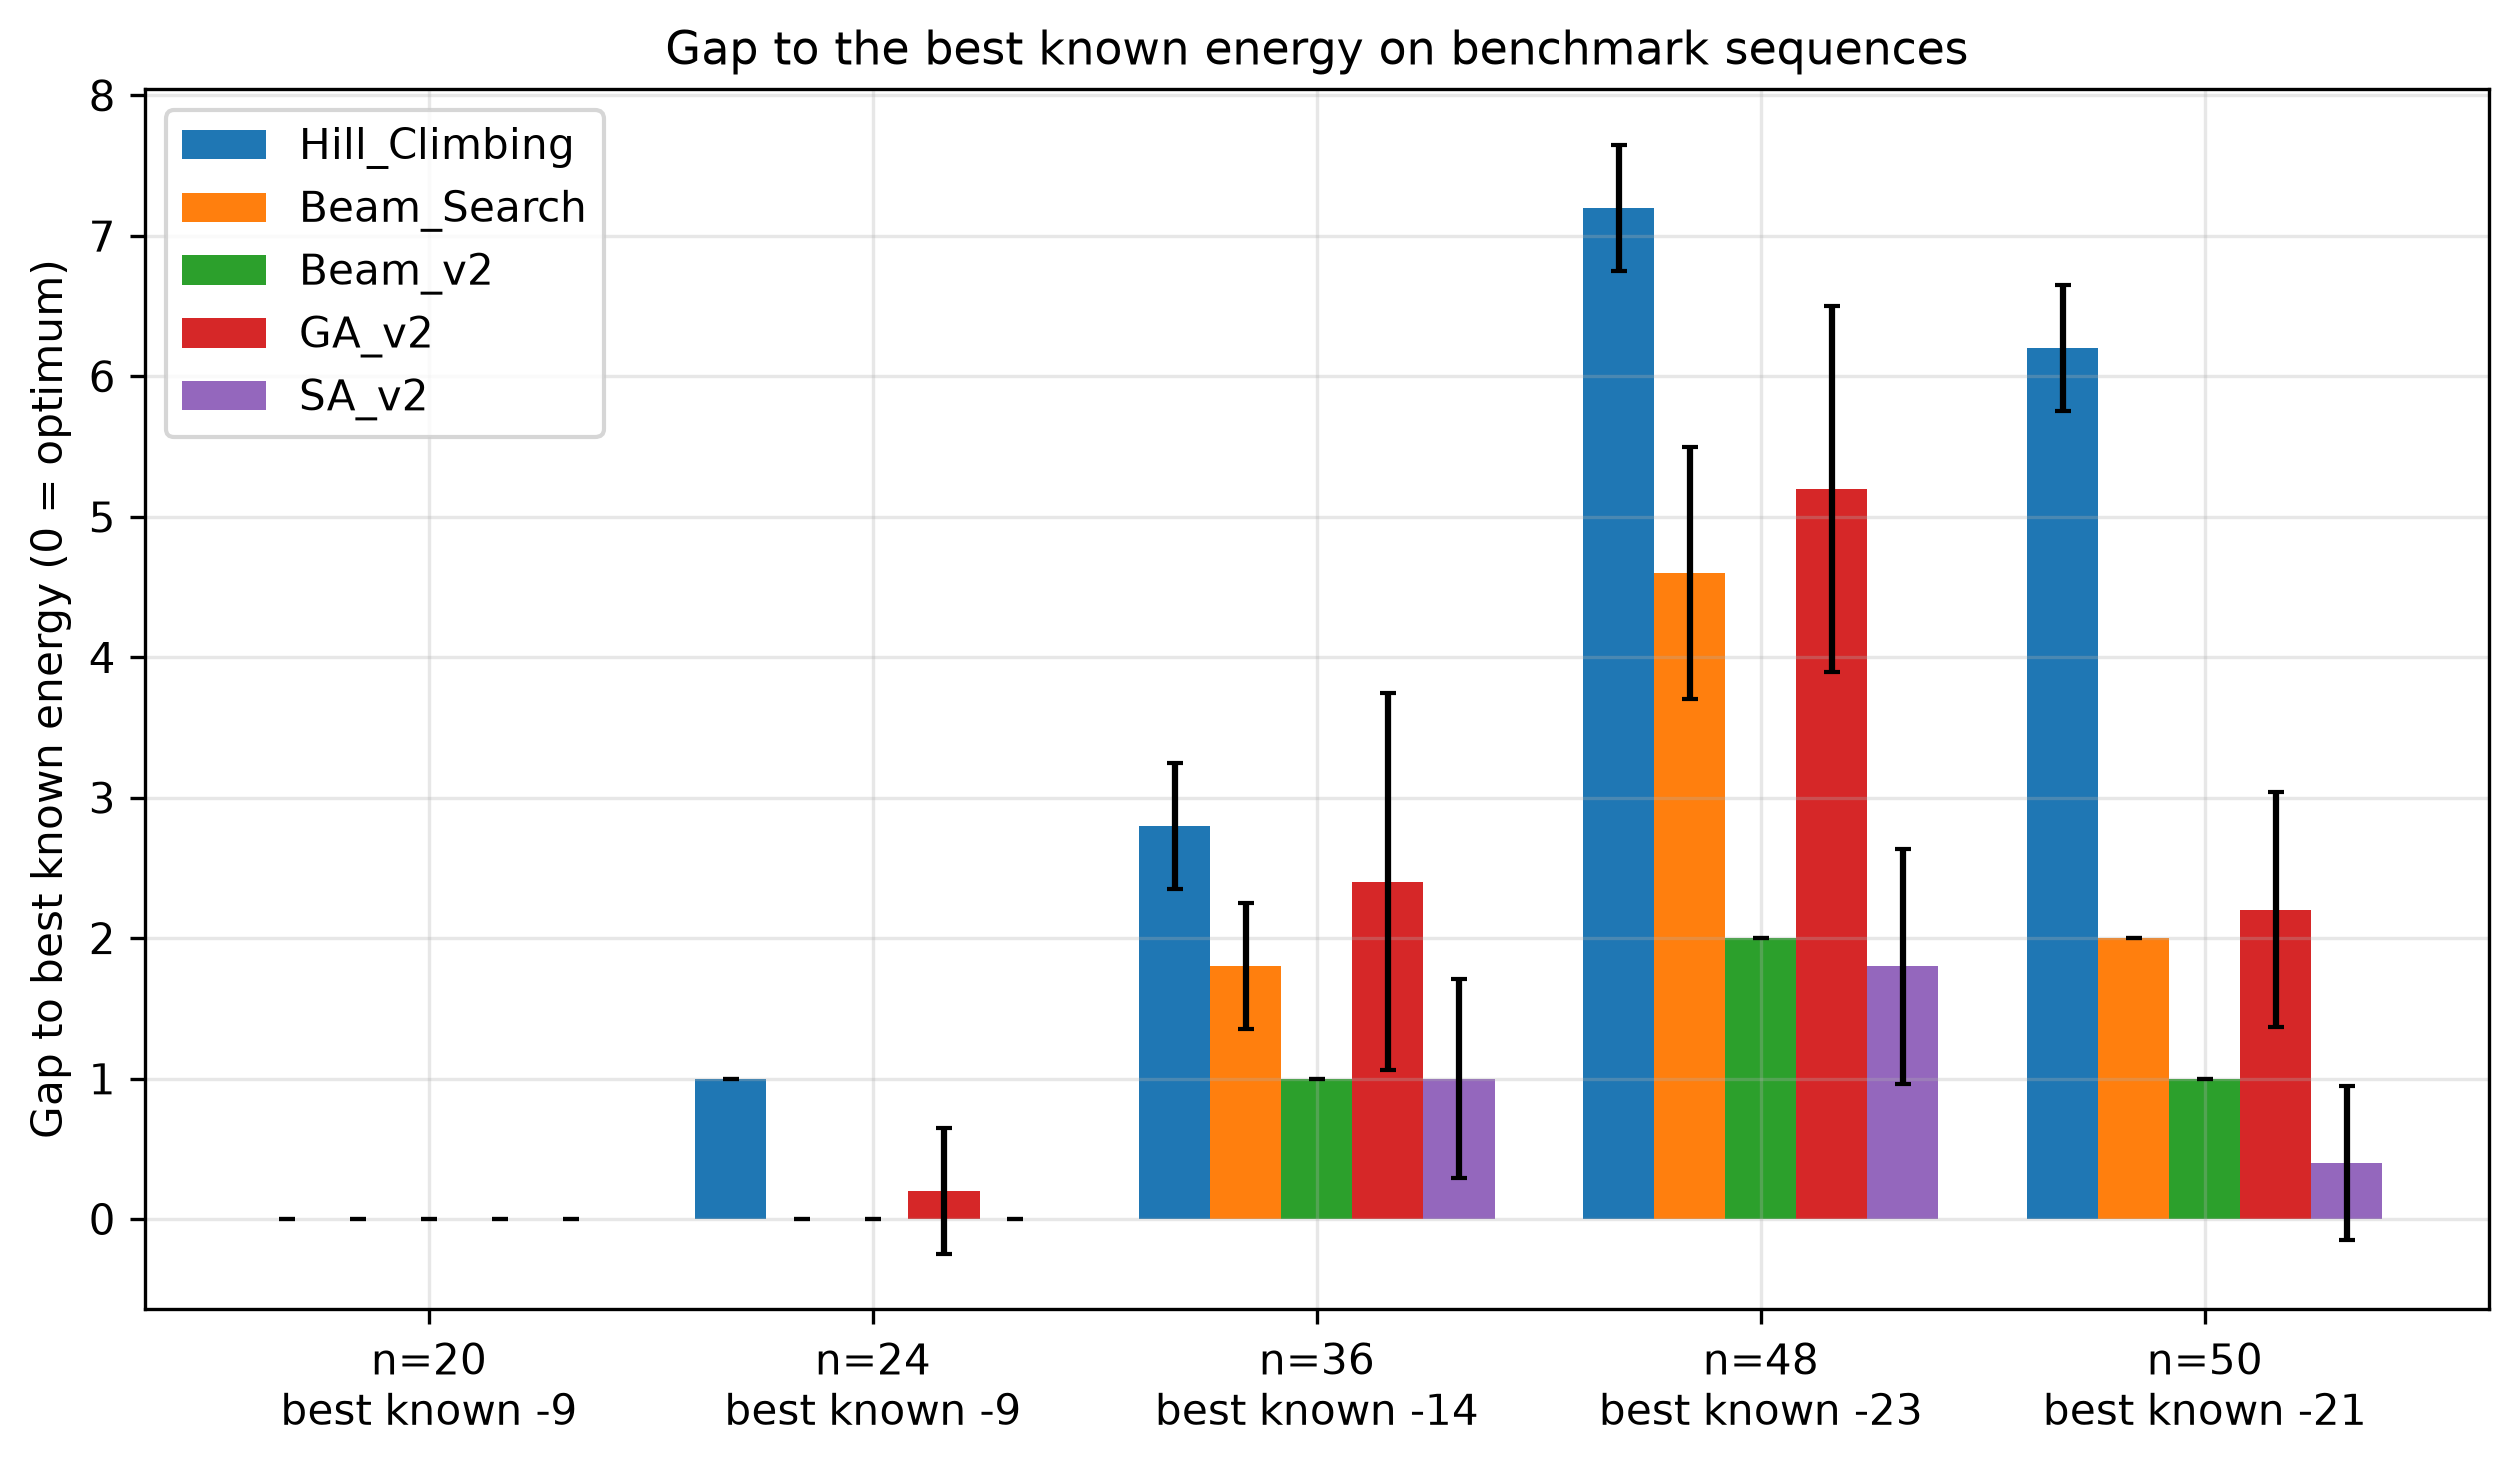 Gap to the best known energy on benchmark sequences
Gap to best known energy (0 = optimum)
8
7
6
5
4
3
2
1
0
Hill_Climbing
Beam_Search
Beam_v2
GA_v2
SA_v2
n=20
best known -9
n=24
best known -9
n=36
best known -14
n=48
best known -23
n=50
best known -21